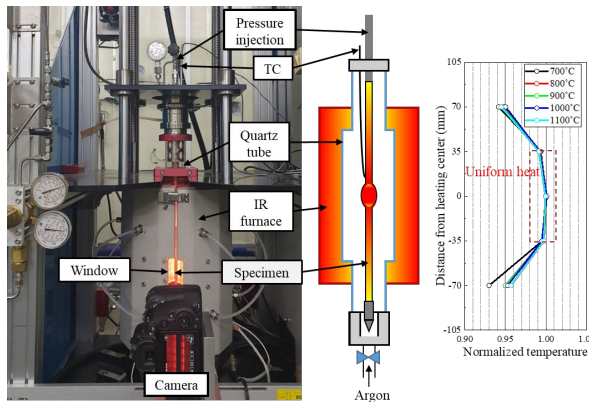 Pressure
injection
TC
Quartz
tube
IR
furnace
Window
Specimen
Camera
Argon
105
70
35
0
-35
-70
-105
Distance from heating center (mm)
700˚C
800˚C
900˚C
1000˚C
1100˚C
Uniform heat
0.90
0.95
1.00
1.0
Normalized temperature